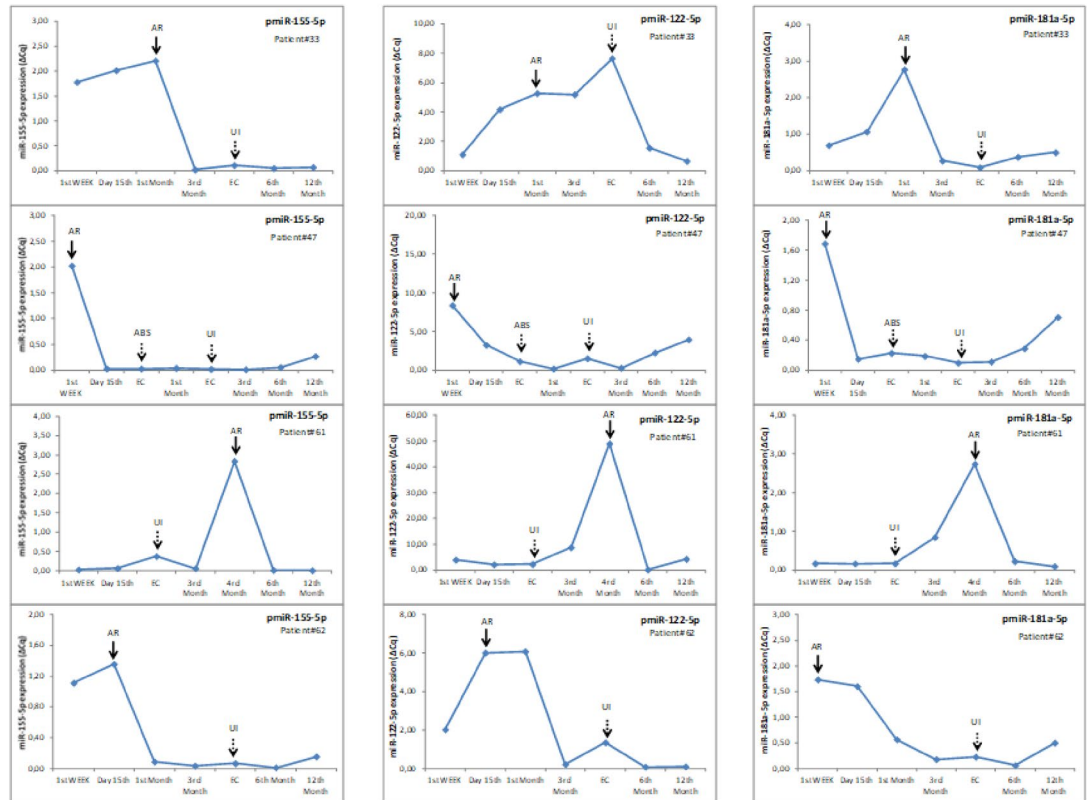 pmiR-155-5p
Patient#33
miR-155-5p expression (ΔCq)
3,00
2,50
2,00
1,50
1,00
0,50
0,00
AR
UI
1st WEEK Day 15th 1st Month 3rd Month EC 6th Month 12th Month
pmiR-122-5p
Patient#33
miR-122-5p expression (ΔCq)
10,00
8,00
6,00
4,00
2,00
0,00
AR
UI
1st WEEK Day 15th 1st Month 3rd Month EC 6th Month 12th Month
pmiR-181a-5p
Patient#33
miR-181a-5p expression (ΔCq)
4,00
3,00
2,00
1,00
0,00
AR
UI
1st WEEK Day 15th 1st Month 3rd Month EC 6th Month 12th Month
pmiR-155-5p
Patient#47
miR-155-5p expression (ΔCq)
3,00
2,50
2,00
1,50
1,00
0,50
0,00
AR
ABS
UI
1st WEEK Day 15th EC 1st Month EC 3rd Month 6th Month 12th Month
pmiR-122-5p
Patient#47
miR-122-5p expression (ΔCq)
20,00
15,00
10,00
5,00
0,00
AR
ABS
UI
1st WEEK Day 15th EC 1st Month EC 3rd Month 6th Month 12th Month
pmiR-181a-5p
Patient#47
miR-181a-5p expression (ΔCq)
2,00
1,60
1,20
0,80
0,40
0,00
AR
ABS
UI
1st WEEK Day 15th EC 1st Month EC 3rd Month 6th Month 12th Month
pmiR-155-5p
Patient#61
miR-155-5p expression (ΔCq)
4,00
3,50
3,00
2,50
2,00
1,50
1,00
0,50
0,00
UI
AR
1st WEEK Day 15th EC 3rd Month 4rd Month 6th Month 12th Month
pmiR-122-5p
Patient#61
miR-122-5p expression (ΔCq)
60,00
50,00
40,00
30,00
20,00
10,00
0,00
UI
AR
1st WEEK Day 15th EC 3rd Month 4rd Month 6th Month 12th Month
pmiR-181a-5p
Patient#61
miR-181a-5p expression (ΔCq)
4,00
3,00
2,00
1,00
0,00
UI
AR
1st WEEK Day 15th EC 3rd Month 4rd Month 6th Month 12th Month
pmiR-155-5p
Patient#62
miR-155-5p expression (ΔCq)
2,00
1,60
1,20
0,80
0,40
0,00
AR
UI
1st WEEK Day 15th 1st Month 3rd Month EC 6th Month 12th Month
pmiR-122-5p
Patient#62
miR-122-5p expression (ΔCq)
8,00
6,00
4,00
2,00
0,00
AR
UI
1st WEEK Day 15th 1st Month 3rd Month EC 6th Month 12th Month
pmiR-181a-5p
Patient#62
miR-181a-5p expression (ΔCq)
3,00
2,50
2,00
1,50
1,00
0,50
0,00
AR
UI
1st WEEK Day 15th 1st Month 3rd Month EC 6th Month 12th Month